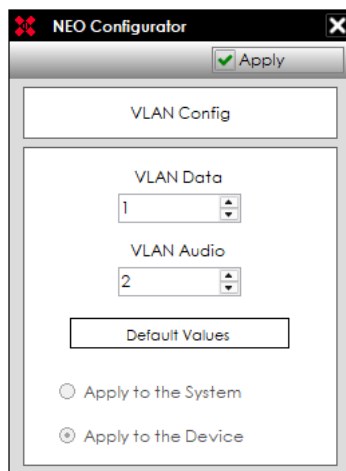 NEO Configurator
Apply
VLAN Config
VLAN Data
1
VLAN Audio
2
Default Values
Apply to the System
Apply to the Device